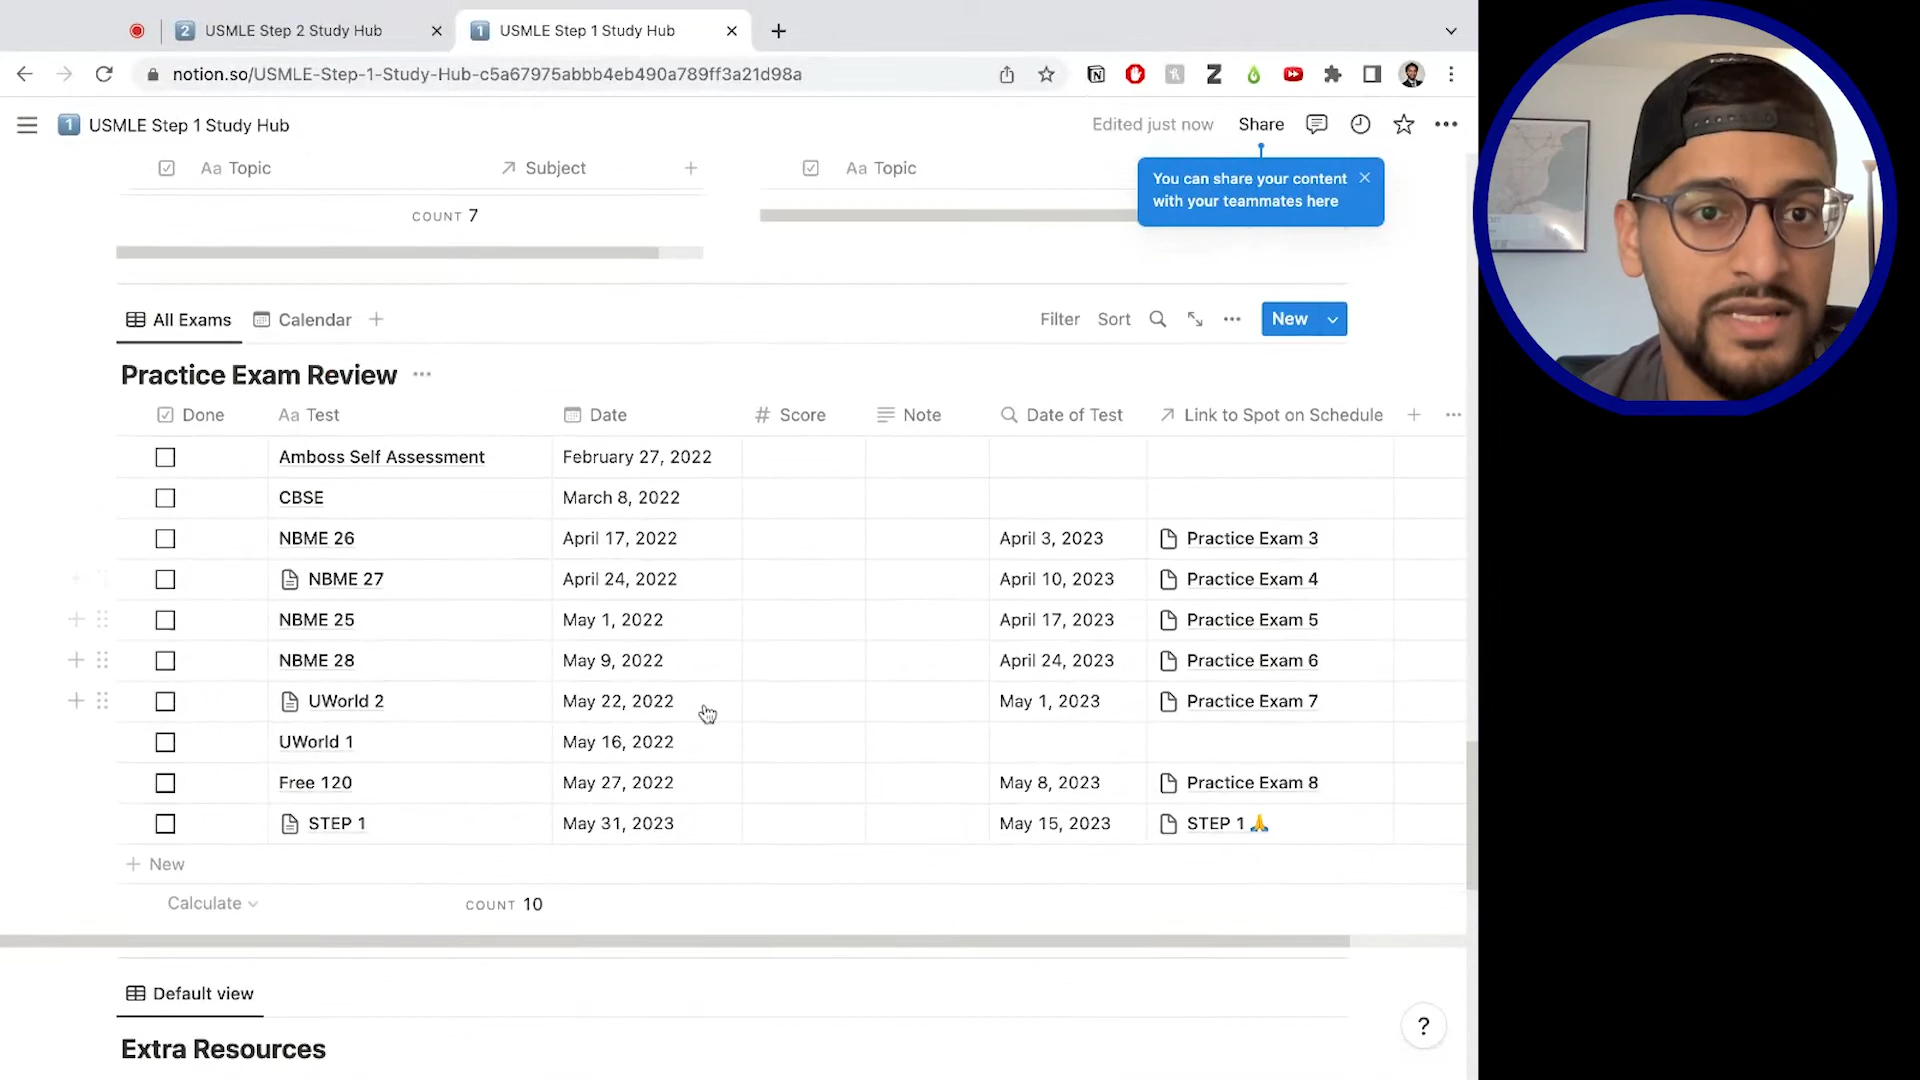 2 USMLE Step 2 Study Hub
1 USMLE Step 1 Study Hub
notion.so/USMLE-Step-1-Study-Hub-c5a67975abbb4eb490a789ff3a21d98a
1 USMLE Step 1 Study Hub
Edited just now Share
You can share your content
with your teammates here
Aa Topic Subject
Aa Topic
COUNT 7
All Exams Calendar
Filter Sort New
Practice Exam Review
Done Aa Test Date # Score Note Date of Test Link to Spot on Schedule
Amboss Self Assessment February 27, 2022
CBSE March 8, 2022
NBME 26 April 17, 2022 April 3, 2023 Practice Exam 3
NBME 27 April 24, 2022 April 10, 2023 Practice Exam 4
NBME 25 May 1, 2022 April 17, 2023 Practice Exam 5
NBME 28 May 9, 2022 April 24, 2023 Practice Exam 6
UWorld 2 May 22, 2022 May 1, 2023 Practice Exam 7
UWorld 1 May 16, 2022
Free 120 May 27, 2022 May 8, 2023 Practice Exam 8
STEP 1 May 31, 2023 May 15, 2023 STEP 1 🙏
+ New
Calculate COUNT 10
Default view
Extra Resources
?